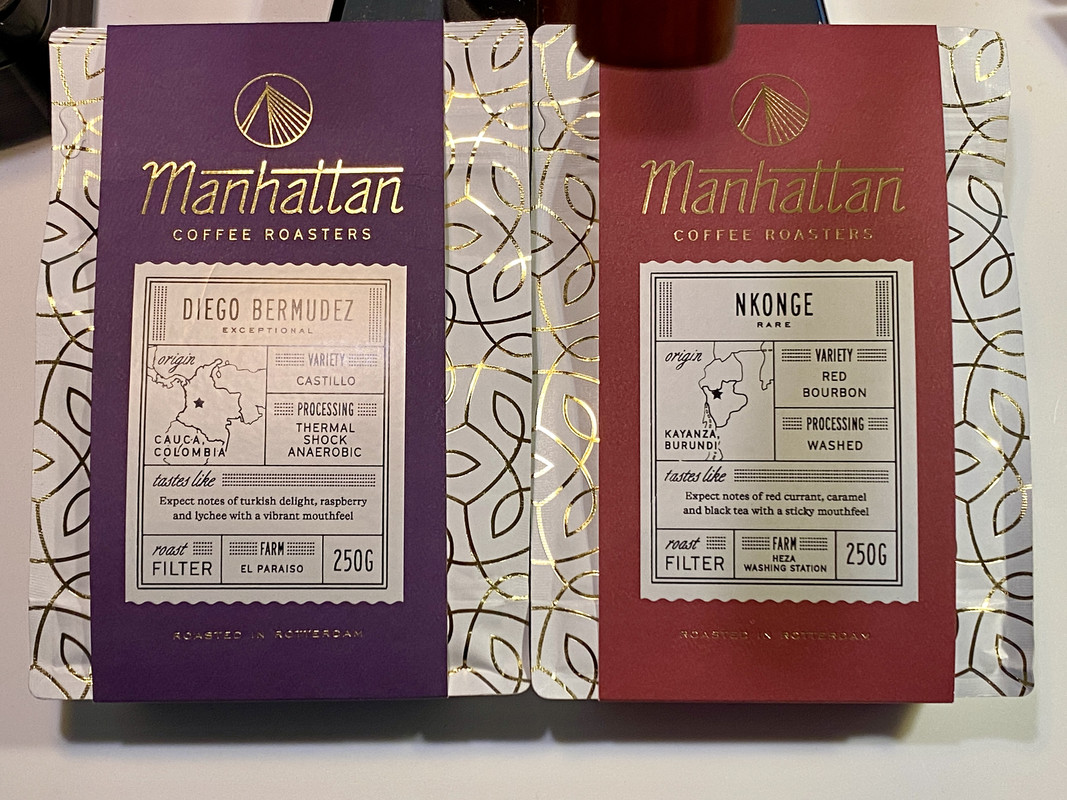 Manhattan
COFFEE ROASTERS
DIEGO BERMUDEZ
EXCEPTIONAL
origin
CAUCA,
COLOMBIA
VARIETY
CASTILLO
PROCESSING
THERMAL
SHOCK
ANAEROBIC
tastes like
Expect notes of turkish delight, raspberry
and lychee with a vibrant mouthfeel
roast
FILTER
FARM
EL PARAISO
250G
ROASTED IN ROTTERDAM
Manhattan
COFFEE ROASTERS
NKONGE
RARE
origin
KAYANZA,
BURUNDI
VARIETY
RED
BOURBON
PROCESSING
WASHED
tastes like
Expect notes of red currant, caramel
and black tea with a sticky mouthfeel
roast
FILTER
FARM
HEZA
WASHING STATION
250G
ROASTED IN ROTTERDAM